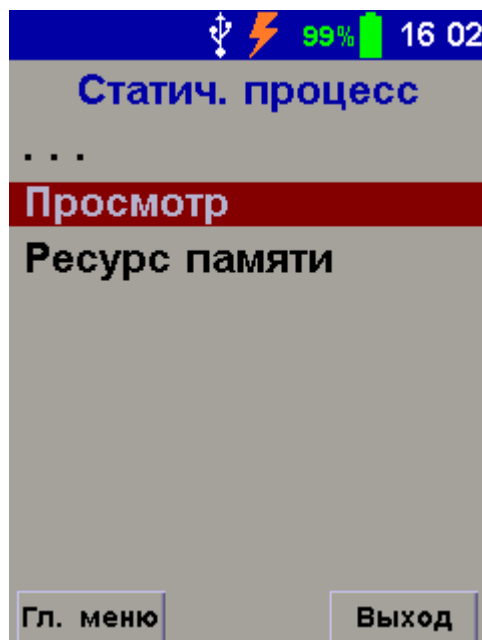 99% 16 02
Статич. процесс
. . .
Просмотр
Ресурс памяти
Гл. меню Выход